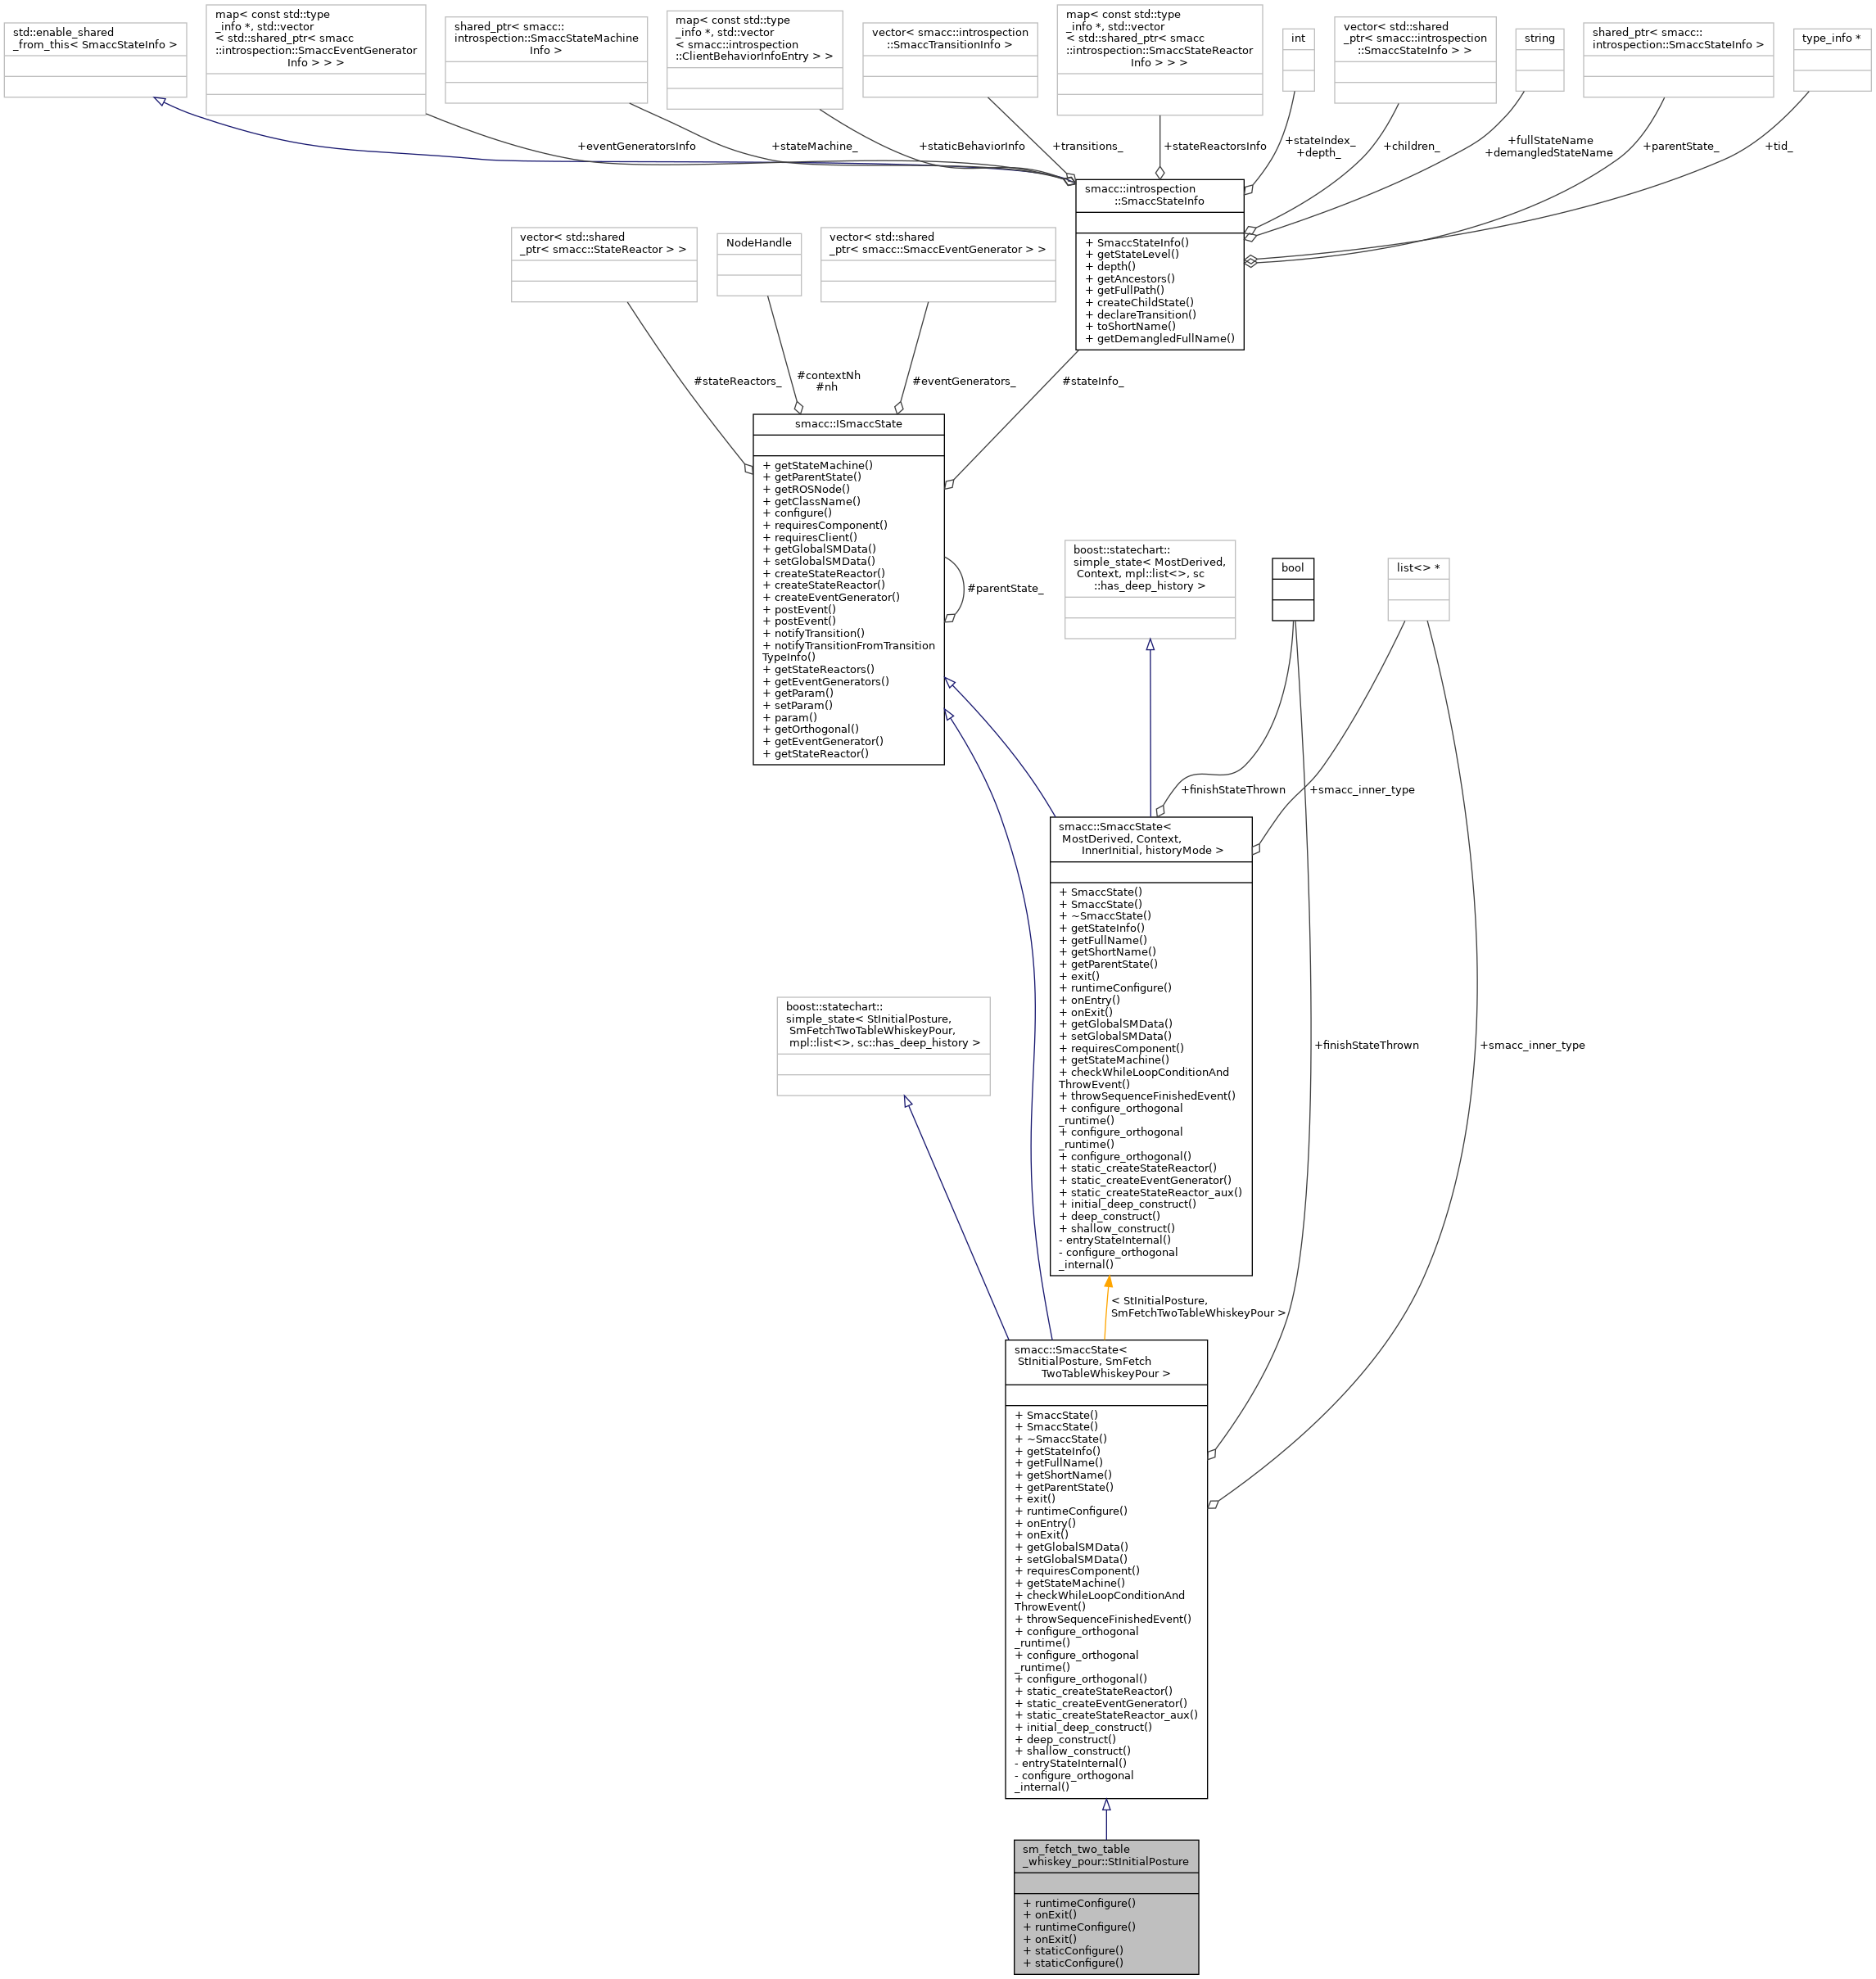 std::enable_shared
_from_this< SmaccStateInfo >
map< const std::type
_info *, std::vector
< std::shared_ptr< smacc
::introspection::SmaccEventGenerator
Info > > >
shared_ptr< smacc::
introspection::SmaccStateMachine
Info >
map< const std::type
_info *, std::vector
< smacc::introspection
::ClientBehaviorInfoEntry > >
vector< smacc::introspection
::SmaccTransitionInfo >
map< const std::type
_info *, std::vector
< std::shared_ptr< smacc
::introspection::SmaccStateReactor
Info > > >
int
vector< std::shared
_ptr< smacc::introspection
::SmaccStateInfo > >
string
shared_ptr< smacc::
introspection::SmaccStateInfo >
type_info *
+eventGeneratorsInfo
+stateMachine_
+staticBehaviorInfo
+transitions_
+stateReactorsInfo
+stateIndex_
+depth_
+children_
+fullStateName
+demangledStateName
+parentState_
+tid_
smacc::introspection
::SmaccStateInfo
+ SmaccStateInfo()
+ getStateLevel()
+ depth()
+ getAncestors()
+ getFullPath()
+ createChildState()
+ declareTransition()
+ toShortName()
+ getDemangledFullName()
vector< std::shared
_ptr< smacc::StateReactor > >
NodeHandle
vector< std::shared
_ptr< smacc::SmaccEventGenerator > >
#stateReactors_
#contextNh
#nh
#eventGenerators_
#stateInfo_
smacc::ISmaccState
+ getStateMachine()
+ getParentState()
+ getROSNode()
+ getClassName()
+ configure()
+ requiresComponent()
+ requiresClient()
+ getGlobalSMData()
+ setGlobalSMData()
+ createStateReactor()
+ createStateReactor()
+ createEventGenerator()
+ postEvent()
+ postEvent()
+ notifyTransition()
+ notifyTransitionFromTransition
TypeInfo()
+ getStateReactors()
+ getEventGenerators()
+ getParam()
+ setParam()
+ param()
+ getOrthogonal()
+ getEventGenerator()
+ getStateReactor()
#parentState_
boost::statechart::
simple_state< MostDerived,
Context, mpl::list<>, sc
::has_deep_history >
bool
list<> *
+finishStateThrown
+smacc_inner_type
smacc::SmaccState<
MostDerived, Context,
InnerInitial, historyMode >
+ SmaccState()
+ SmaccState()
+ ~SmaccState()
+ getStateInfo()
+ getFullName()
+ getShortName()
+ getParentState()
+ exit()
+ runtimeConfigure()
+ onEntry()
+ onExit()
+ getGlobalSMData()
+ setGlobalSMData()
+ requiresComponent()
+ getStateMachine()
+ checkWhileLoopConditionAnd
ThrowEvent()
+ throwSequenceFinishedEvent()
+ configure_orthogonal
_runtime()
+ configure_orthogonal
_runtime()
+ configure_orthogonal()
+ static_createStateReactor()
+ static_createEventGenerator()
+ static_createStateReactor_aux()
+ initial_deep_construct()
+ deep_construct()
+ shallow_construct()
- entryStateInternal()
- configure_orthogonal
_internal()
boost::statechart::
simple_state< StInitialPosture,
SmFetchTwoTableWhiskeyPour,
mpl::list<>, sc::has_deep_history >
+finishStateThrown
+smacc_inner_type
< StInitialPosture,
SmFetchTwoTableWhiskeyPour >
smacc::SmaccState<
StInitialPosture, SmFetch
TwoTableWhiskeyPour >
+ SmaccState()
+ SmaccState()
+ ~SmaccState()
+ getStateInfo()
+ getFullName()
+ getShortName()
+ getParentState()
+ exit()
+ runtimeConfigure()
+ onEntry()
+ onExit()
+ getGlobalSMData()
+ setGlobalSMData()
+ requiresComponent()
+ getStateMachine()
+ checkWhileLoopConditionAnd
ThrowEvent()
+ throwSequenceFinishedEvent()
+ configure_orthogonal
_runtime()
+ configure_orthogonal
_runtime()
+ configure_orthogonal()
+ static_createStateReactor()
+ static_createEventGenerator()
+ static_createStateReactor_aux()
+ initial_deep_construct()
+ deep_construct()
+ shallow_construct()
- entryStateInternal()
- configure_orthogonal
_internal()
sm_fetch_two_table
_whiskey_pour::StInitialPosture
+ runtimeConfigure()
+ onExit()
+ runtimeConfigure()
+ onExit()
+ staticConfigure()
+ staticConfigure()